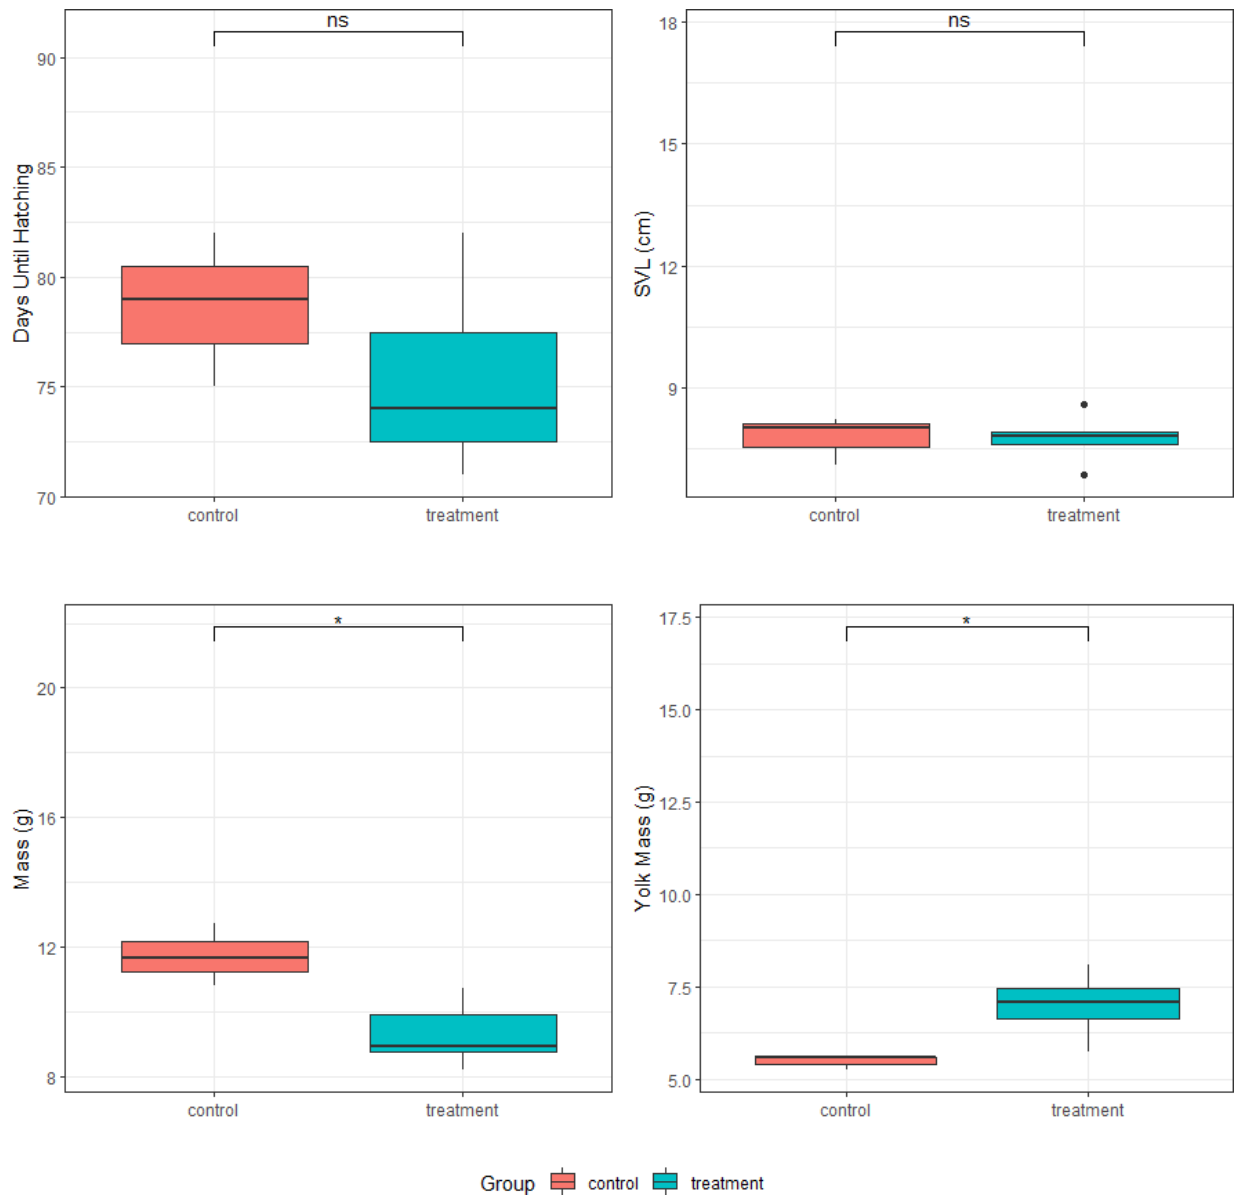 ns
90
85
80
75
70
Days Until Hatching
control treatment
ns
18
15
12
9
SVL (cm)
control treatment
*
20
16
12
8
Mass (g)
control treatment
*
17.5
15.0
12.5
10.0
7.5
5.0
Yolk Mass (g)
control treatment
Group control treatment